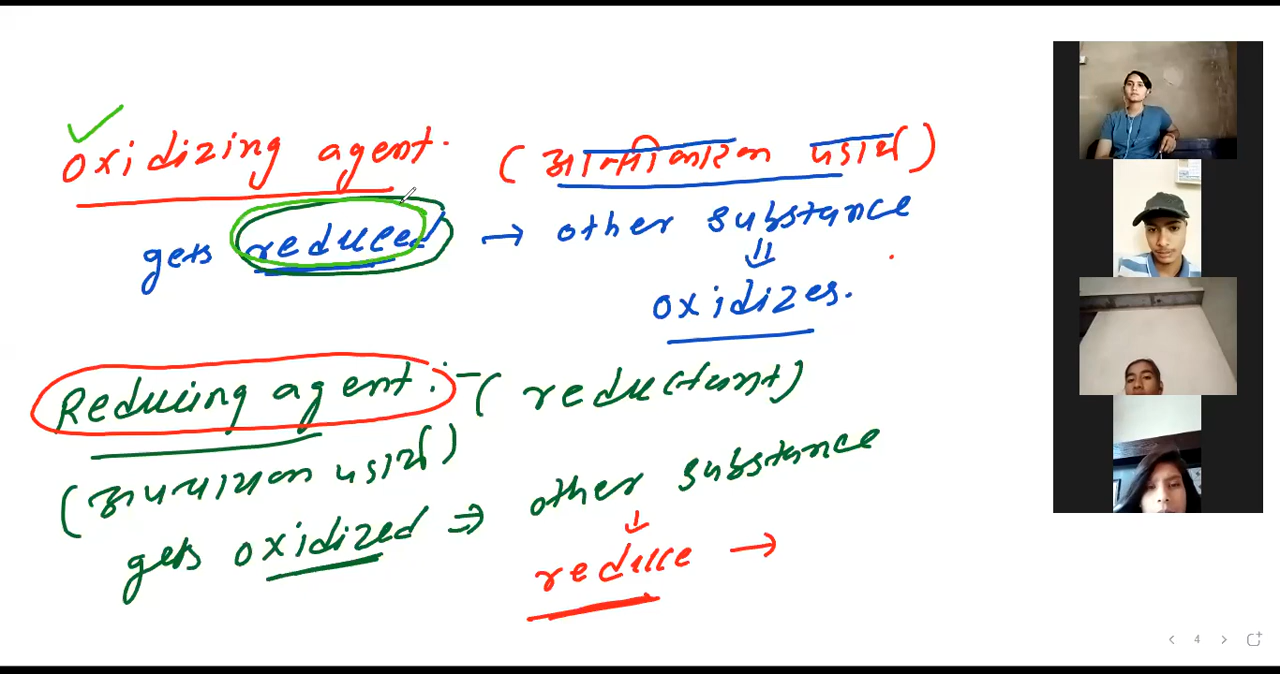 Oxidizing agent. (आक्सीकारक पदार्थ)
gets reduced → other substance
⇓
oxidizes.
Reducing agent :- (reductant)
(अपचायक पदार्थ)
gets oxidized ⇒ other substance
↓
reduce →
4